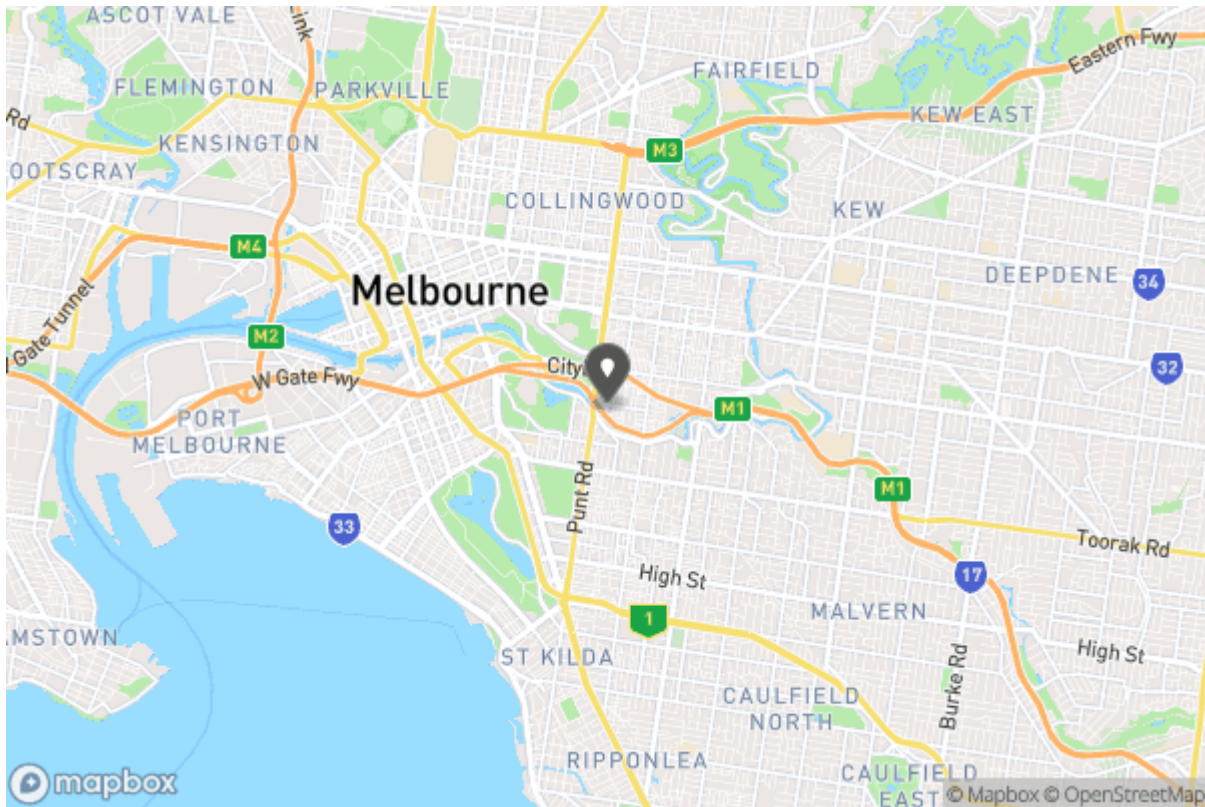 ASCOT VALE
Link
Eastern Fwy
FAIRFIELD
FLEMINGTON
PARKVILLE
KEW EAST
Rd
KENSINGTON
M3
OOTSCRAY
COLLINGWOOD
KEW
M4
DEEPDENE
34
Melbourne
Gate Tunnel
M2
W Gate Fwy
City
32
M1
PORT
MELBOURNE
M1
Punt Rd
33
Toorak Rd
High St
17
1
MALVERN
AMSTOWN
ST KILDA
High St
Burke Rd
CAULFIELD
NORTH
RIPPONLEA
CAULFIELD
EAST
mapbox
© Mapbox © OpenStreetMap